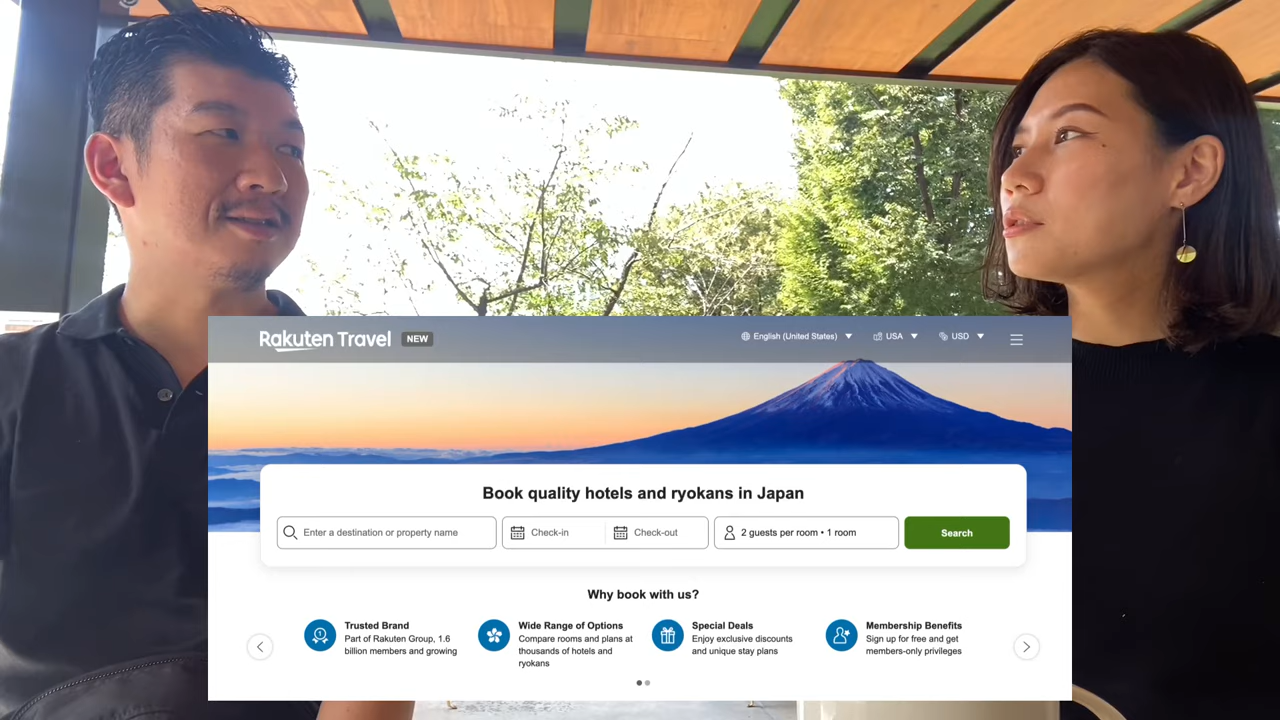 Rakuten Travel NEW
English (United States) USA USD
Book quality hotels and ryokans in Japan
Enter a destination or property name
Check-in
Check-out
2 guests per room • 1 room
Search
Why book with us?
Trusted Brand
Part of Rakuten Group, 1.6
billion members and growing
Wide Range of Options
Compare rooms and plans at
thousands of hotels and
ryokans
Special Deals
Enjoy exclusive discounts
and unique stay plans
Membership Benefits
Sign up for free and get
members-only privileges